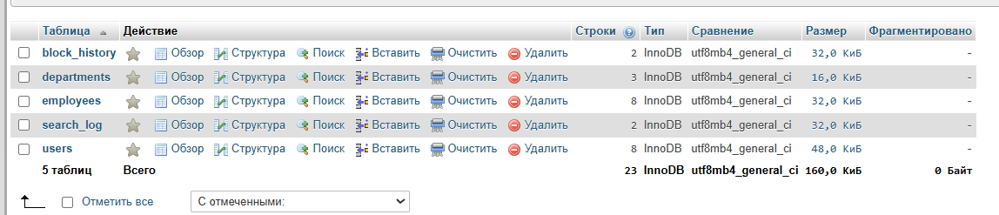 Таблица Действие Строки Тип Сравнение Размер Фрагментировано
block_history Обзор Структура Поиск Вставить Очистить Удалить 2 InnoDB utf8mb4_general_ci 32,0 КиБ -
departments Обзор Структура Поиск Вставить Очистить Удалить 3 InnoDB utf8mb4_general_ci 16,0 КиБ -
employees Обзор Структура Поиск Вставить Очистить Удалить 8 InnoDB utf8mb4_general_ci 32,0 КиБ -
search_log Обзор Структура Поиск Вставить Очистить Удалить 2 InnoDB utf8mb4_general_ci 32,0 КиБ -
users Обзор Структура Поиск Вставить Очистить Удалить 8 InnoDB utf8mb4_general_ci 48,0 КиБ -
5 таблиц Всего 23 InnoDB utf8mb4_general_ci 160,0 КиБ 0 Байт
Отметить все С отмеченными: